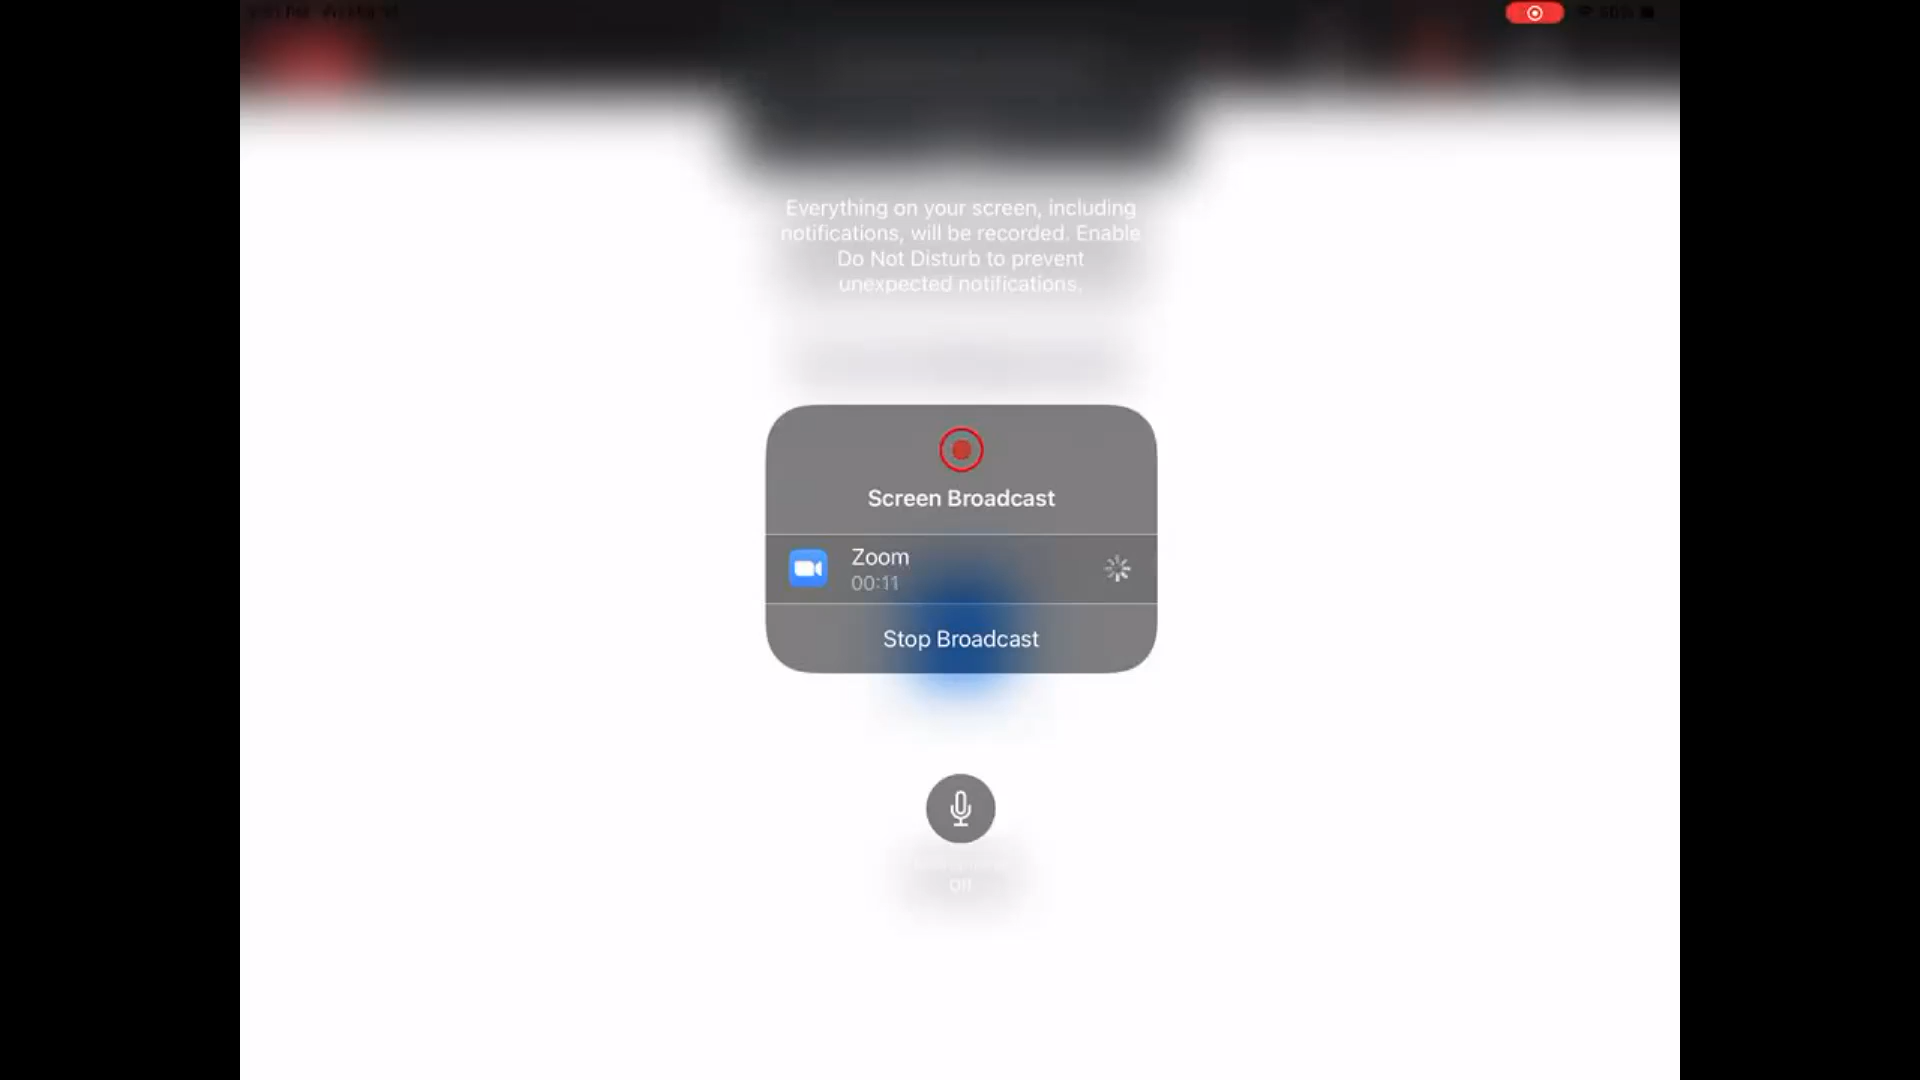 Everything on your screen, including
notifications, will be recorded. Enable
Do Not Disturb to prevent
unexpected notifications.
Screen Broadcast
Zoom
00:11
Stop Broadcast
Off